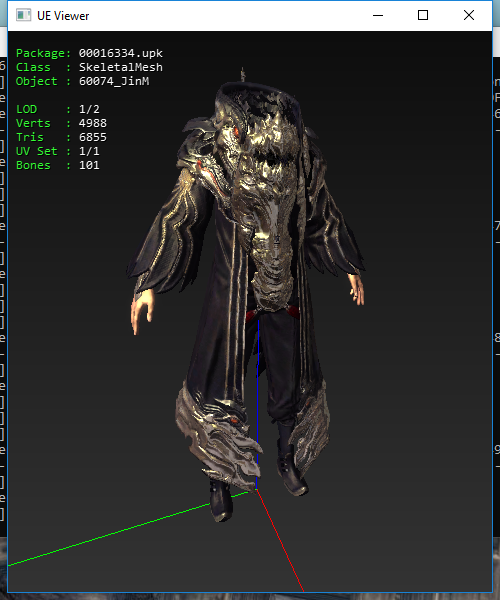 UE Viewer
Package: 00016334.upk
Class  : SkeletalMesh
Object : 60074_JinM
LOD    : 1/2
Verts  : 4988
Tris   : 6855
UV Set : 1/1
Bones  : 101